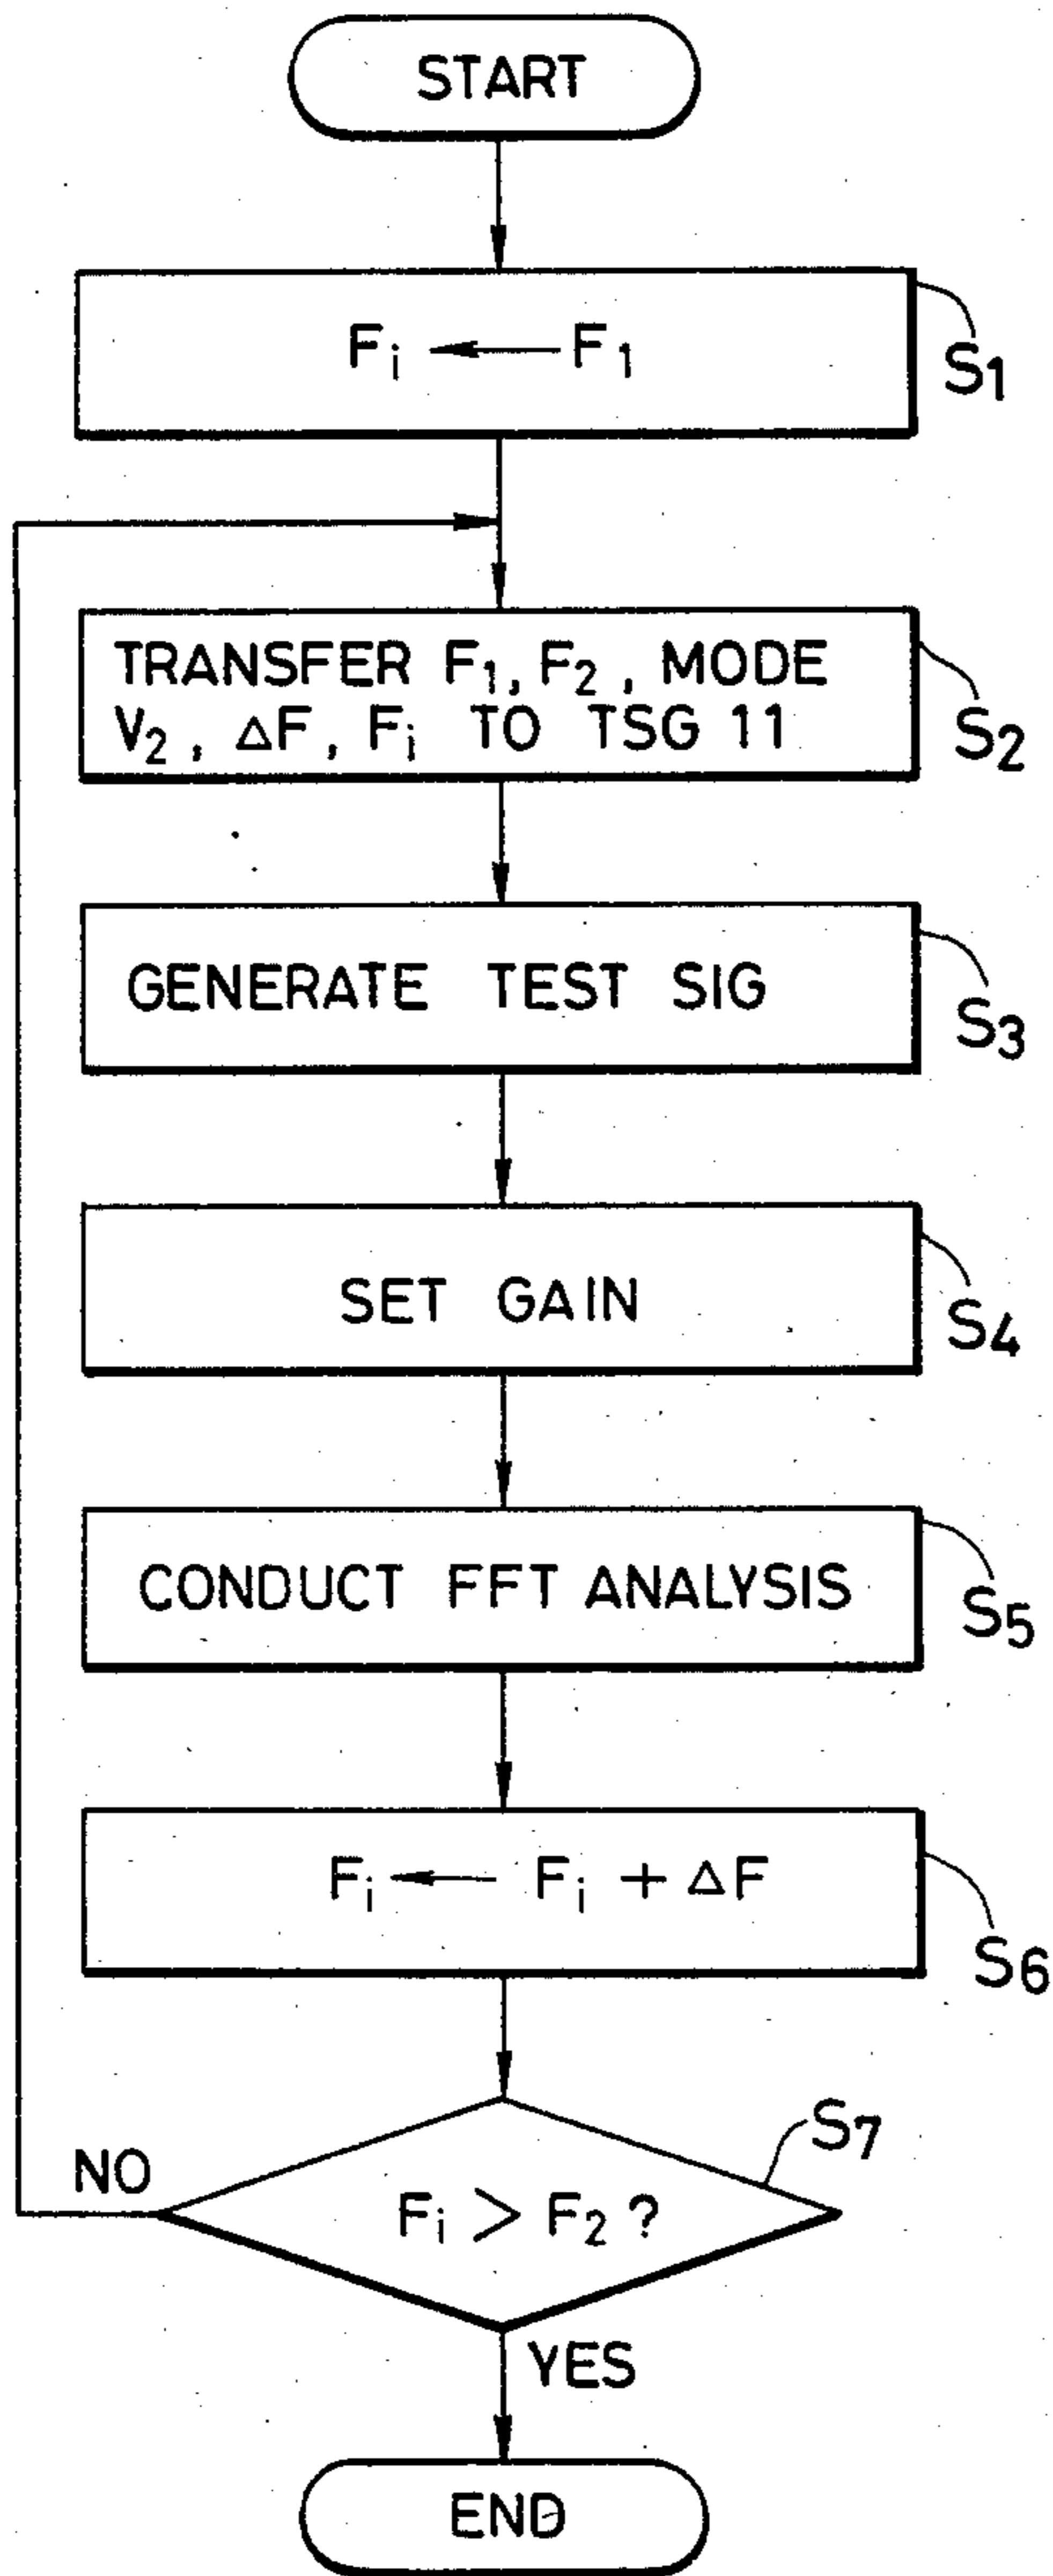 START
Fᵢ ← F₁
S₁
TRANSFER F₁, F₂, MODE
V₂, ΔF, Fᵢ TO TSG 11
S₂
GENERATE TEST SIG
S₃
SET GAIN
S₄
CONDUCT FFT ANALYSIS
S₅
Fᵢ ← Fᵢ + ΔF
S₆
S₇
NO
Fᵢ > F₂ ?
YES
END